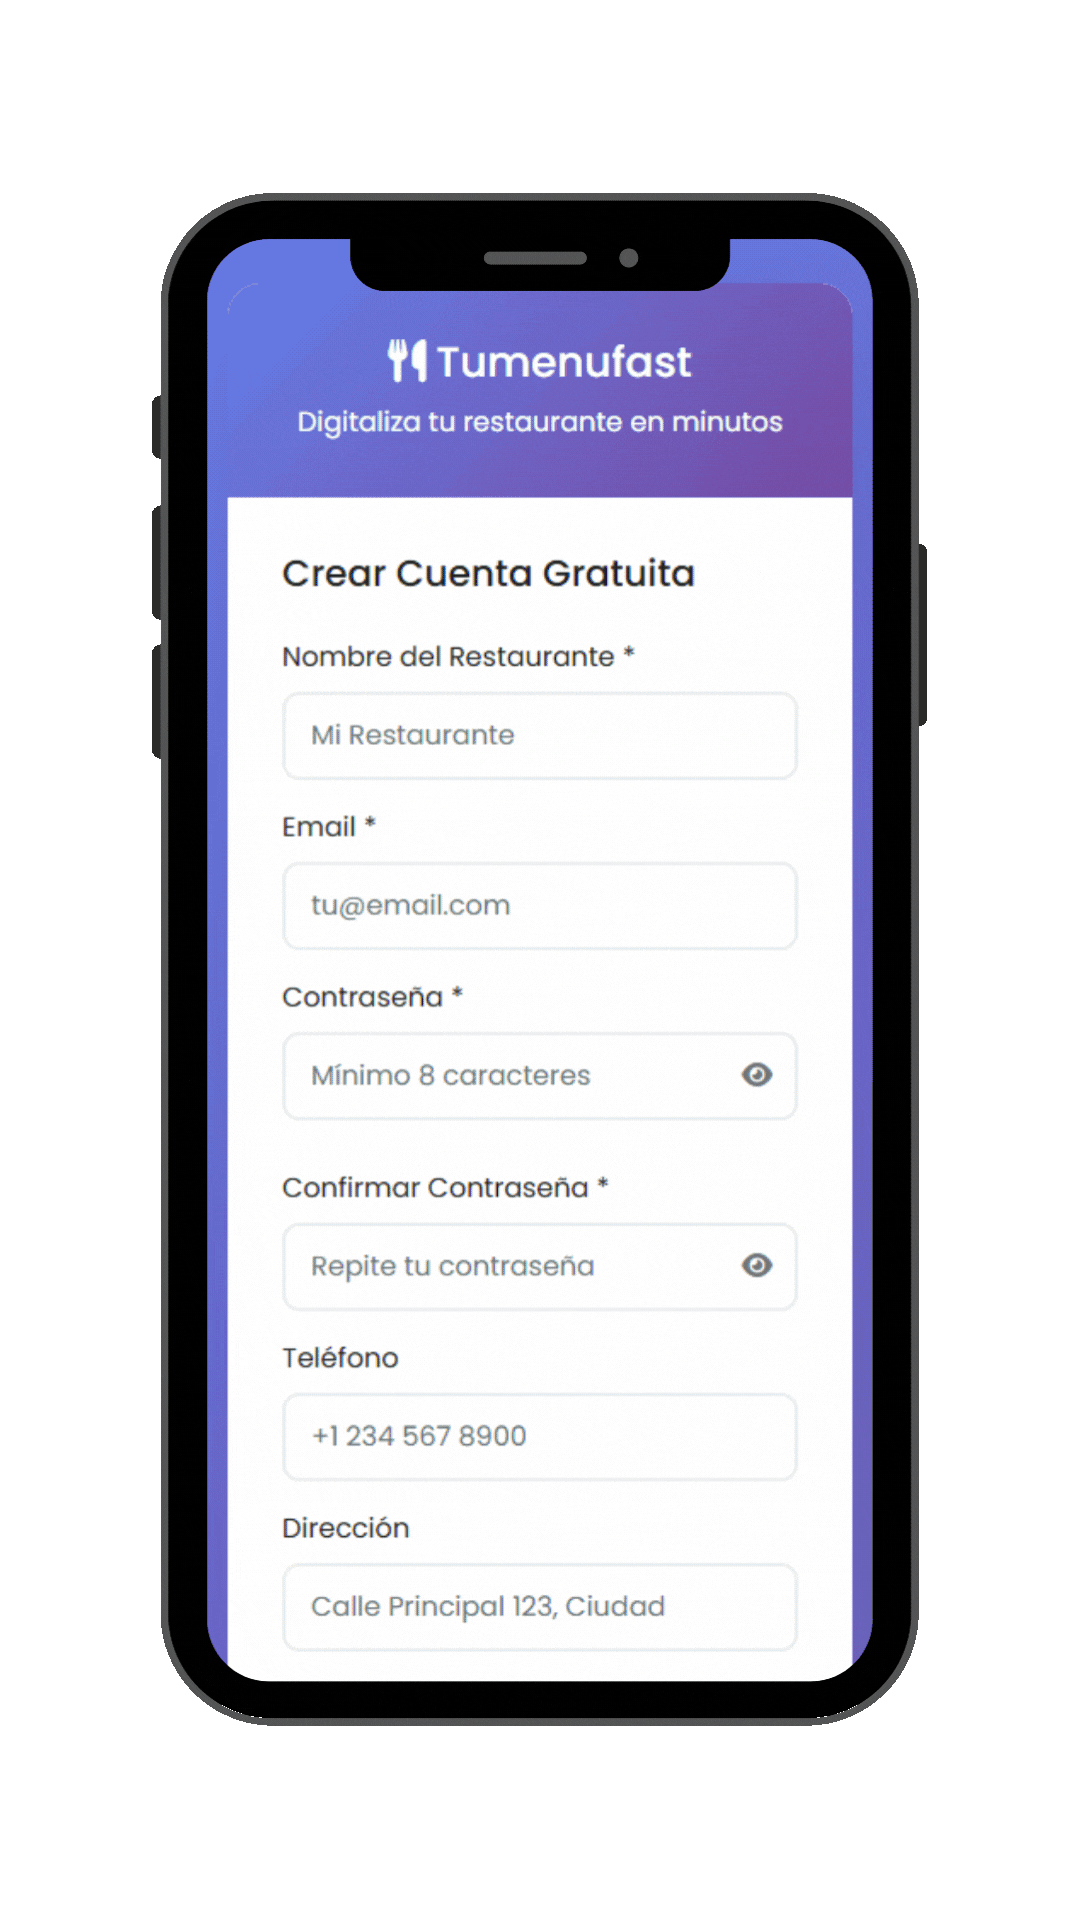 Tumenufast
Digitaliza tu restaurante en minutos
Crear Cuenta Gratuita
Nombre del Restaurante *
Mi Restaurante
Email *
tu@email.com
Contraseña *
Mínimo 8 caracteres
Confirmar Contraseña *
Repite tu contraseña
Teléfono
+1 234 567 8900
Dirección
Calle Principal 123, Ciudad